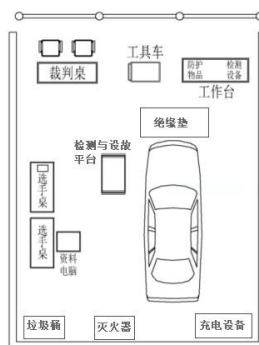 工具车
裁判桌
防护 检测
物品 设备
工作台
绝缘垫
检测与设故
平台
选手桌
选手桌
资料
电脑
垃圾桶
灭火器
充电设备